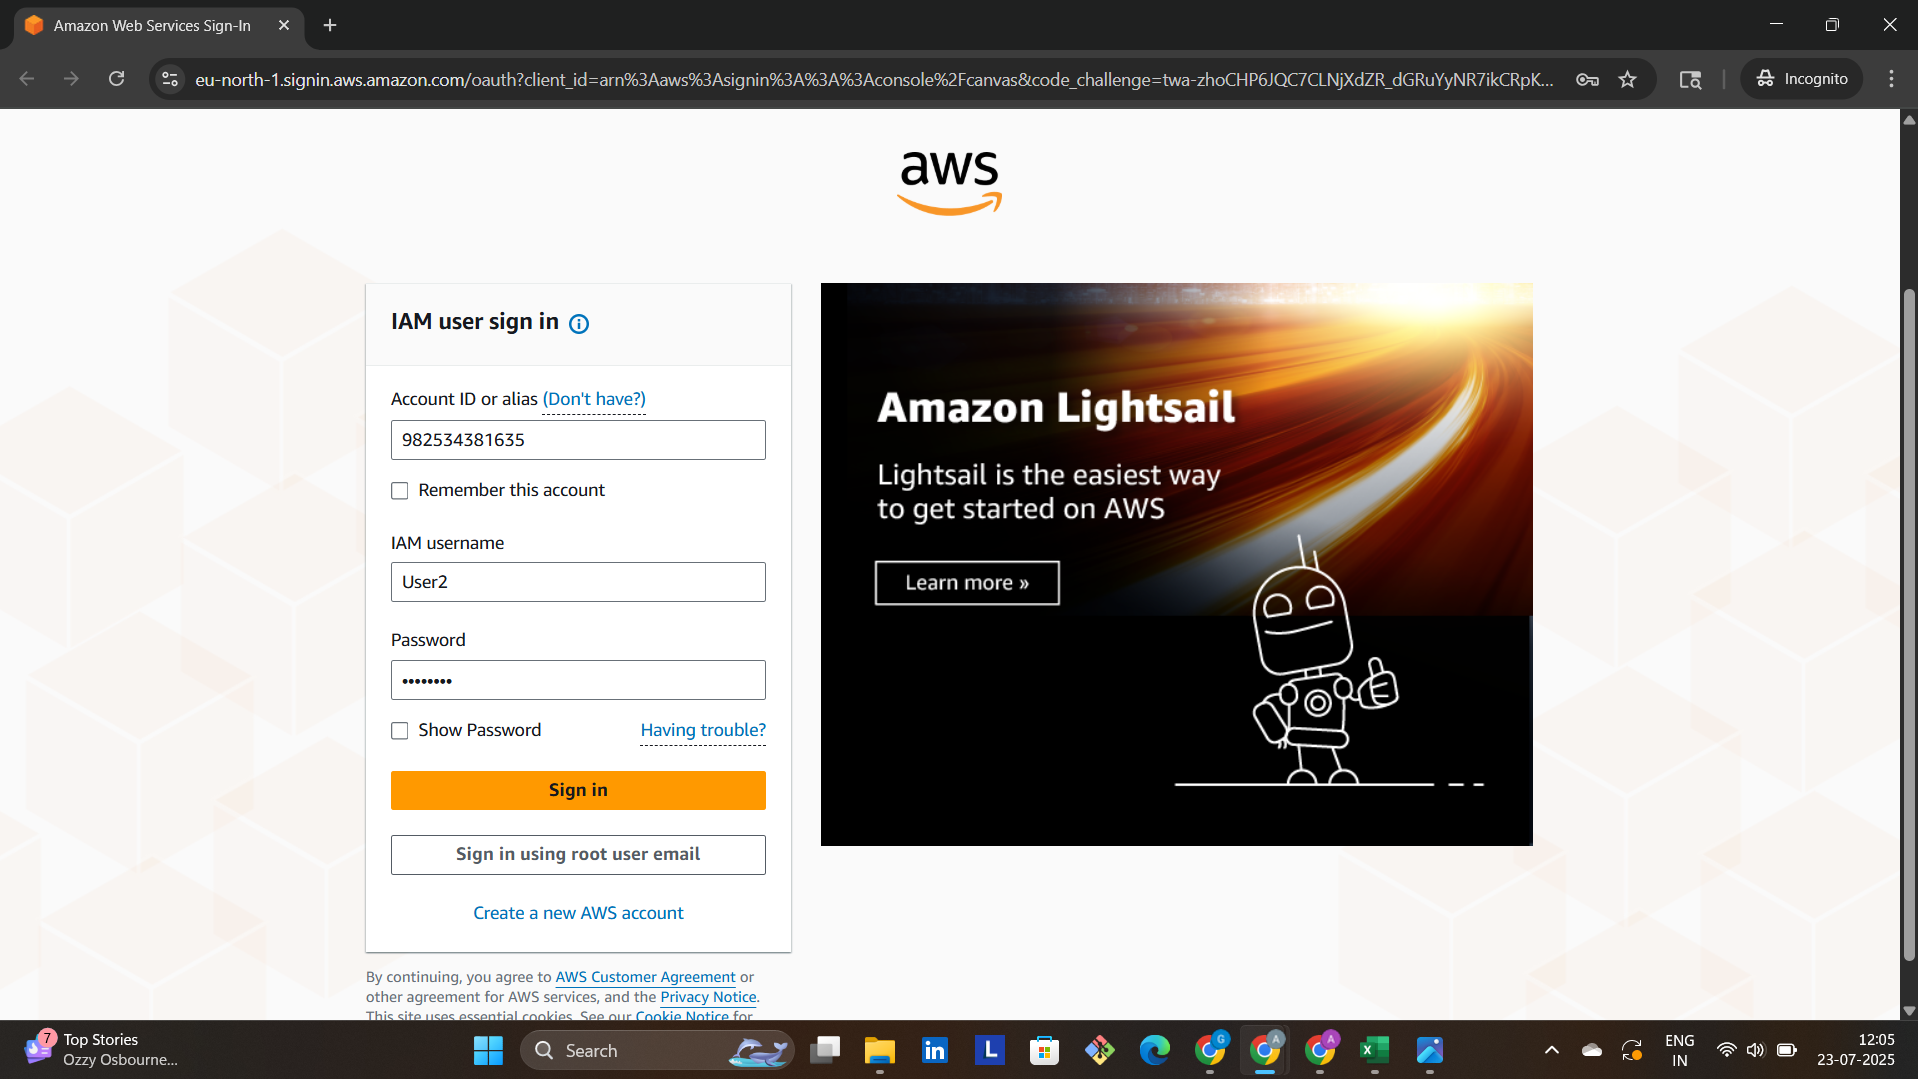 Amazon Web Services Sign-In
eu-north-1.signin.aws.amazon.com/oauth?client_id=arn%3Aaws%3Asignin%3A%3A%3Aconsole%2Fcanvas&code_challenge=twa-zhoCHP6JQC7CLNjXdZR_dGRuYyNR7ikCRpK...
Incognito
aws
IAM user sign in
Account ID or alias (Don't have?)
982534381635
Remember this account
IAM username
User2
Password
••••••••
Show Password Having trouble?
Sign in
Sign in using root user email
Create a new AWS account
By continuing, you agree to AWS Customer Agreement or
other agreement for AWS services, and the Privacy Notice.
This site uses essential cookies. See our Cookie Notice for
Amazon Lightsail
Lightsail is the easiest way
to get started on AWS
Learn more »
7
Top Stories
Ozzy Osbourne...
Search
in
L
G
A
A
ENG
IN
12:05
23-07-2025